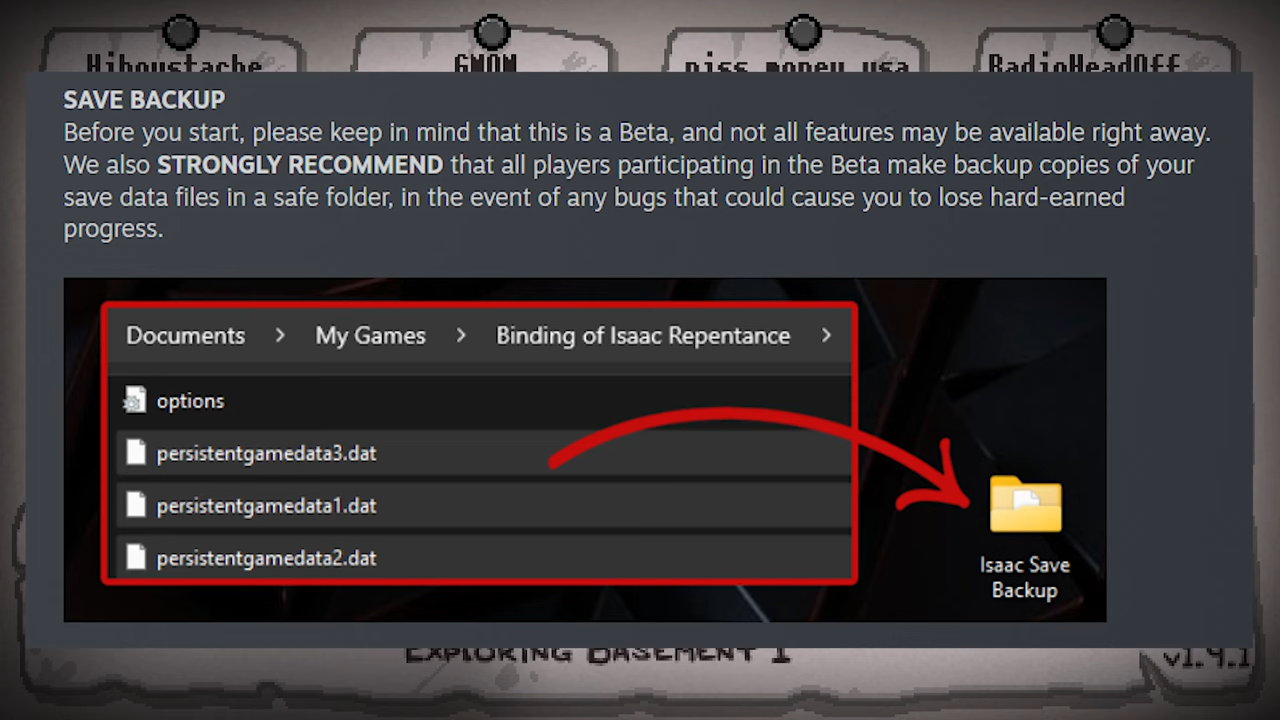 Hiboustache GMON piss_money_usa RadioHeadOff
SAVE BACKUP
Before you start, please keep in mind that this is a Beta, and not all features may be available right away.
We also STRONGLY RECOMMEND that all players participating in the Beta make backup copies of your
save data files in a safe folder, in the event of any bugs that could cause you to lose hard-earned
progress.
Documents > My Games > Binding of Isaac Repentance >
options
persistentgamedata3.dat
persistentgamedata1.dat
persistentgamedata2.dat
Isaac Save
Backup
EXPLORING BASEMENT I
v1.9.1